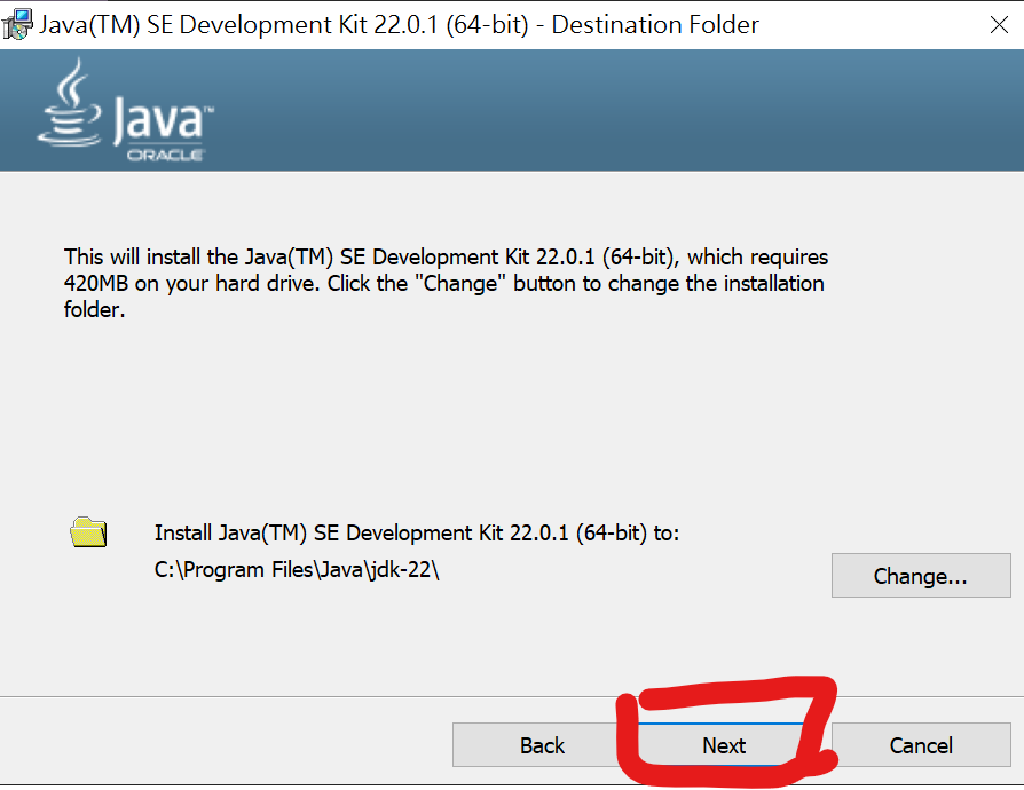 Java(TM) SE Development Kit 22.0.1 (64-bit) - Destination Folder
Java™
ORACLE
This will install the Java(TM) SE Development Kit 22.0.1 (64-bit), which requires
420MB on your hard drive. Click the "Change" button to change the installation
folder.
Install Java(TM) SE Development Kit 22.0.1 (64-bit) to:
C:\Program Files\Java\jdk-22\
Change...
Back
Next
Cancel